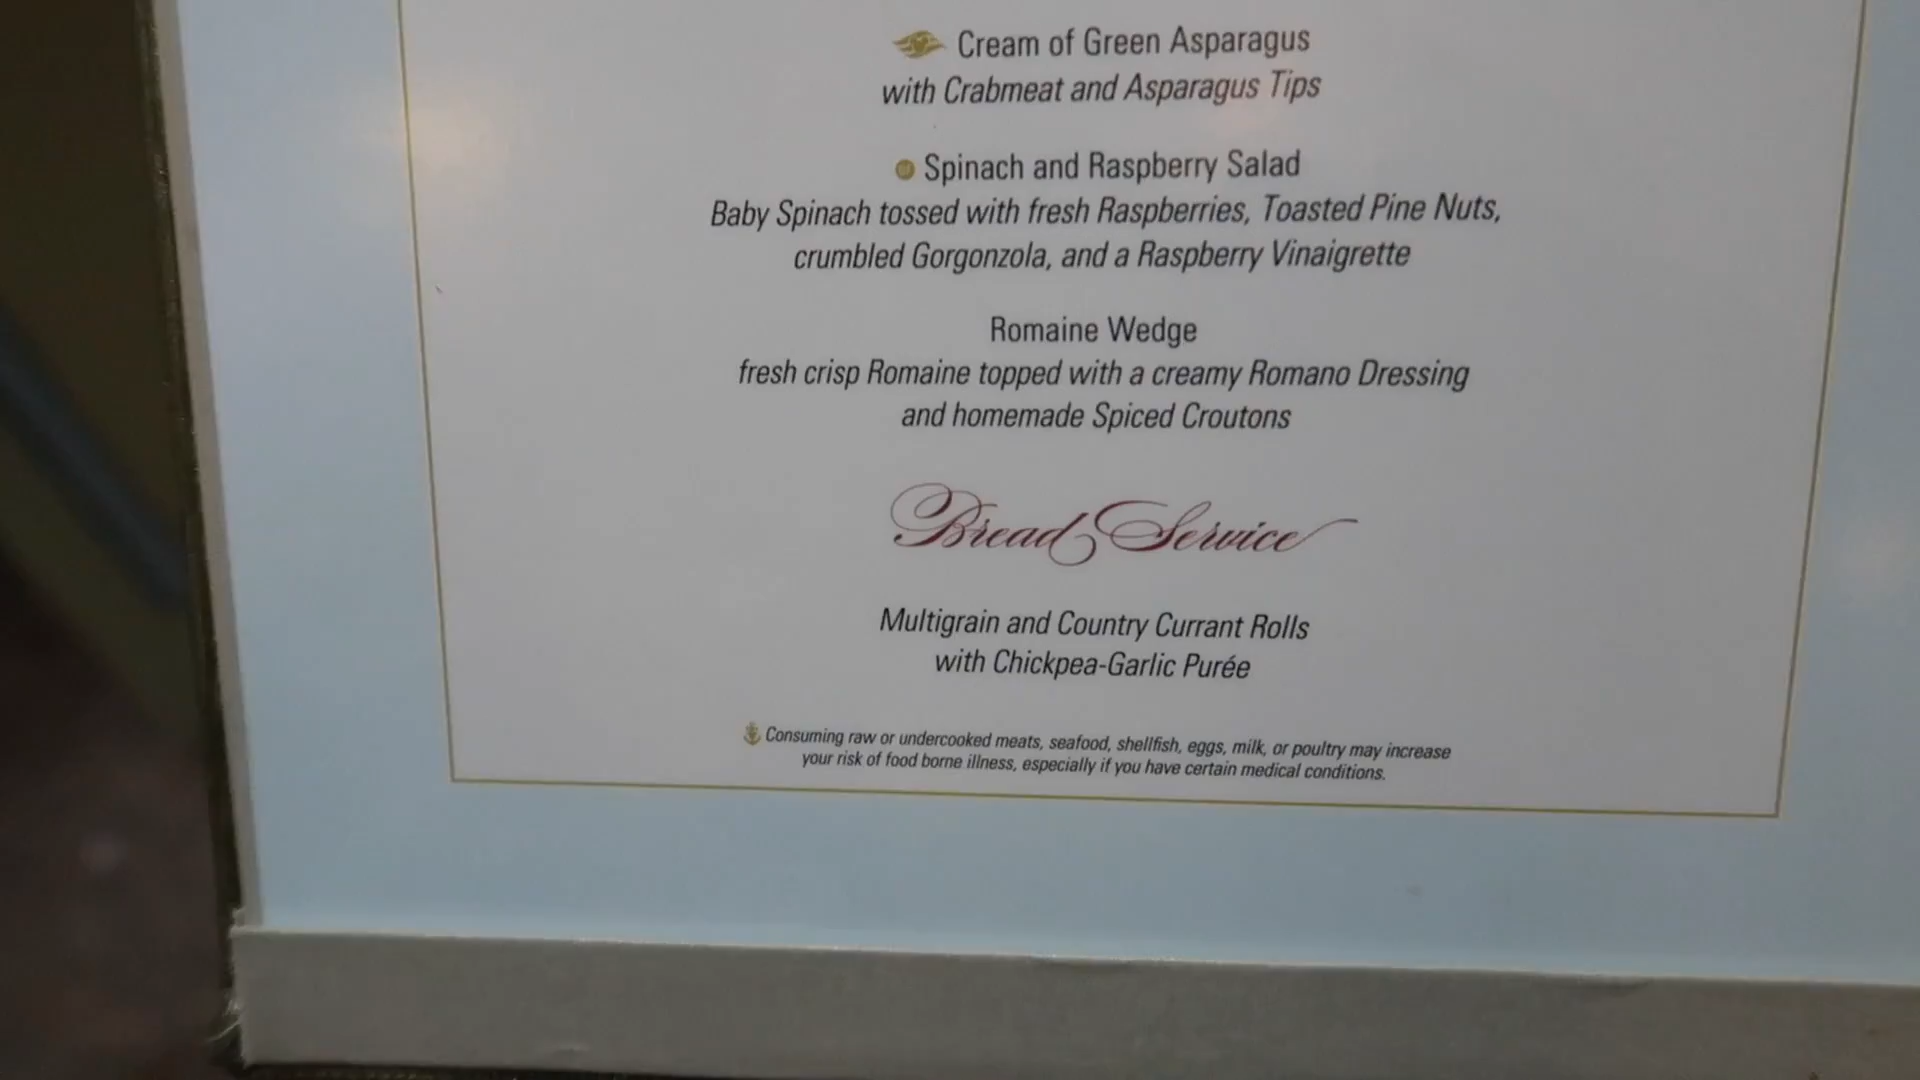 Cream of Green Asparagus
with Crabmeat and Asparagus Tips
Spinach and Raspberry Salad
Baby Spinach tossed with fresh Raspberries, Toasted Pine Nuts,
crumbled Gorgonzola, and a Raspberry Vinaigrette
Romaine Wedge
fresh crisp Romaine topped with a creamy Romano Dressing
and homemade Spiced Croutons
Bread Service
Multigrain and Country Currant Rolls
with Chickpea-Garlic Purée
Consuming raw or undercooked meats, seafood, shellfish, eggs, milk, or poultry may increase
your risk of food borne illness, especially if you have certain medical conditions.